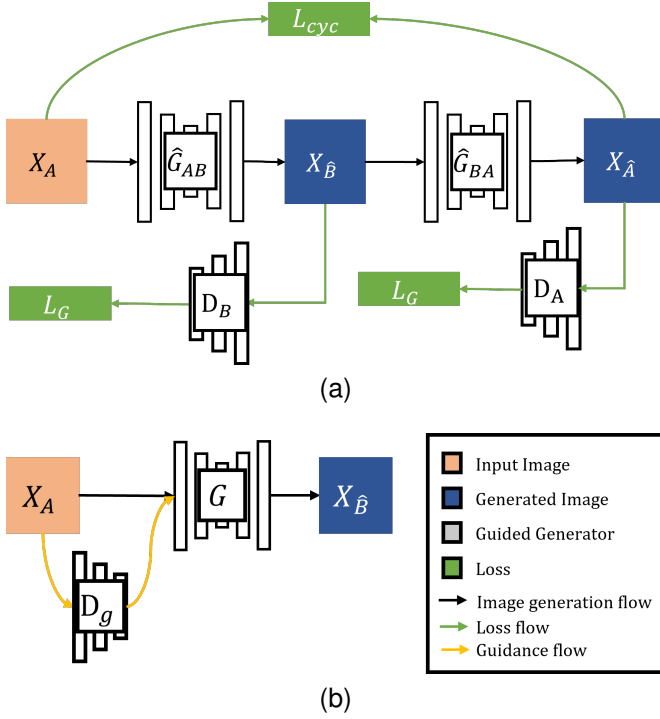 L_cyc
X_A
Ĝ_AB
X_B̂
Ĝ_BA
X_Â
L_G
D_B
L_G
D_A
(a)
X_A
G
X_B̂
D_g
Input Image
Generated Image
Guided Generator
Loss
Image generation flow
Loss flow
Guidance flow
(b)